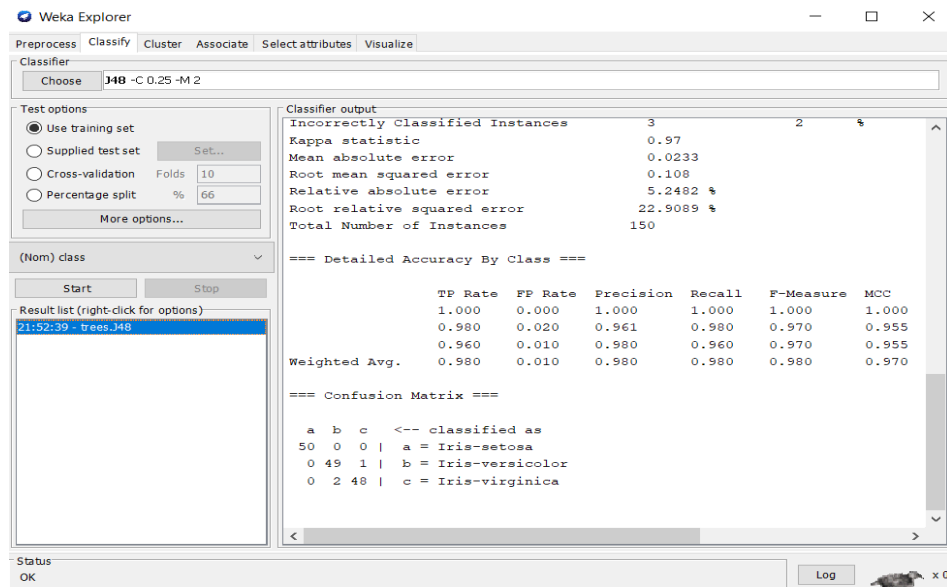 Weka Explorer
Preprocess Classify Cluster Associate Select attributes Visualize
Classifier
Choose J48 -C 0.25 -M 2
Test options
Use training set
Supplied test set Set...
Cross-validation Folds 10
Percentage split % 66
More options...
(Nom) class
Start Stop
Result list (right-click for options)
21:52:39 - trees.J48
Classifier output
Incorrectly Classified Instances 3 2 %
Kappa statistic 0.97
Mean absolute error 0.0233
Root mean squared error 0.108
Relative absolute error 5.2482 %
Root relative squared error 22.9089 %
Total Number of Instances 150
=== Detailed Accuracy By Class ===
TP Rate FP Rate Precision Recall F-Measure MCC
1.000 0.000 1.000 1.000 1.000 1.000
0.980 0.020 0.961 0.980 0.970 0.955
0.960 0.010 0.980 0.960 0.970 0.955
Weighted Avg. 0.980 0.010 0.980 0.980 0.980 0.970
=== Confusion Matrix ===
a b c <-- classified as
50 0 0 | a = Iris-setosa
0 49 1 | b = Iris-versicolor
0 2 48 | c = Iris-virginica
Status
OK
Log